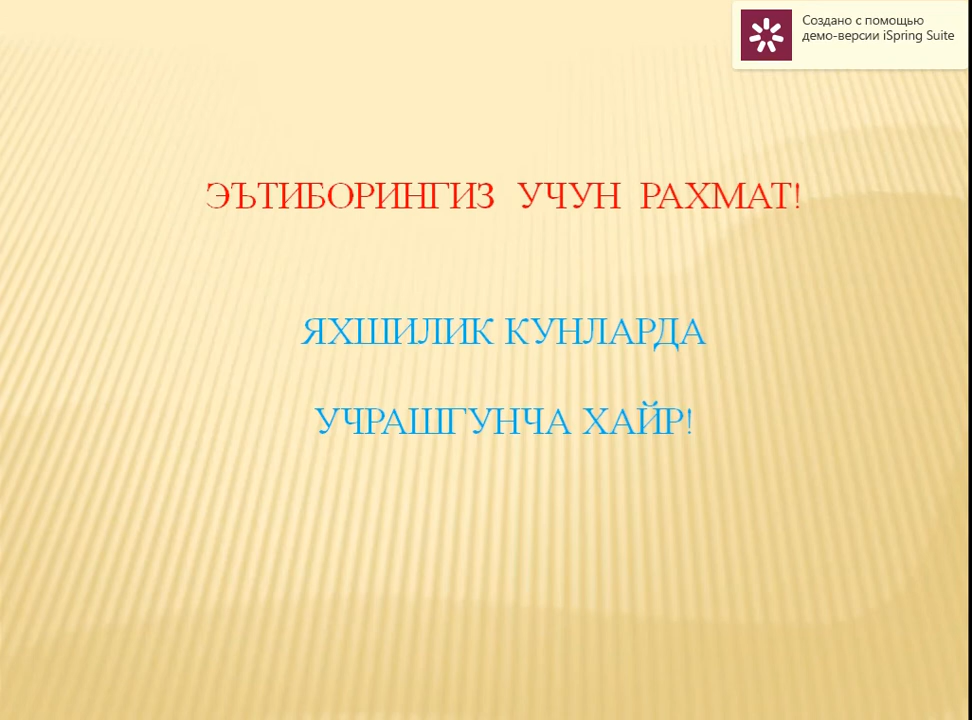 Создано с помощью
демо-версии iSpring Suite
ЭЪТИБОРИНГИЗ УЧУН РАХМАТ!
ЯХШИЛИК КУНЛАРДА
УЧРАШГУНЧА ХАЙР!